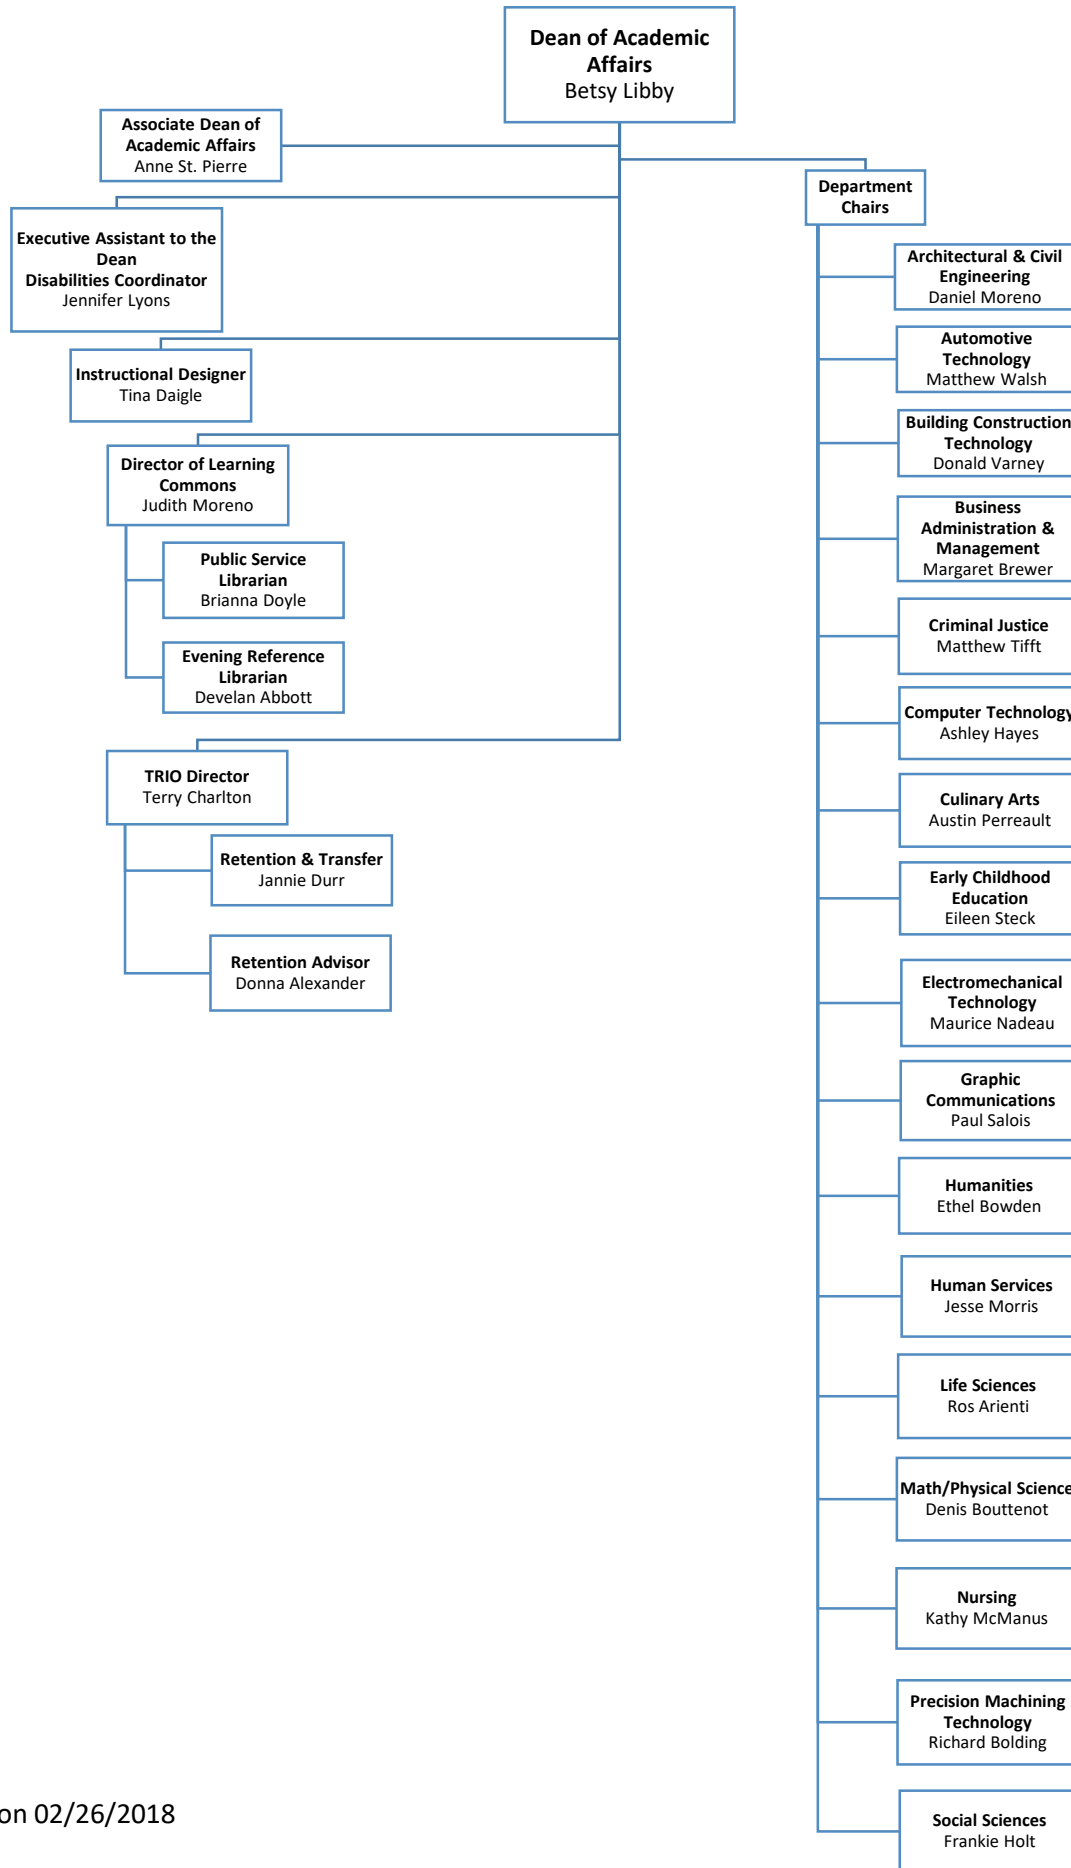 Dean of Academic
Affairs
Betsy Libby
Associate Dean of
Academic Affairs
Anne St. Pierre
Executive Assistant to the
Dean
Disabilities Coordinator
Jennifer Lyons
Instructional Designer
Tina Daigle
Director of Learning
Commons
Judith Moreno
Public Service
Librarian
Brianna Doyle
Evening Reference
Librarian
Develan Abbott
TRIO Director
Terry Charlton
Retention & Transfer
Jannie Durr
Retention Advisor
Donna Alexander
Department
Chairs
Architectural & Civil
Engineering
Daniel Moreno
Automotive
Technology
Matthew Walsh
Building Construction
Technology
Donald Varney
Business
Administration &
Management
Margaret Brewer
Criminal Justice
Matthew Tifft
Computer Technology
Ashley Hayes
Culinary Arts
Austin Perreault
Early Childhood
Education
Eileen Steck
Electromechanical
Technology
Maurice Nadeau
Graphic
Communications
Paul Salois
Humanities
Ethel Bowden
Human Services
Jesse Morris
Life Sciences
Ros Arienti
Math/Physical Science
Denis Bouttenot
Nursing
Kathy McManus
Precision Machining
Technology
Richard Bolding
Social Sciences
Frankie Holt
on 02/26/2018